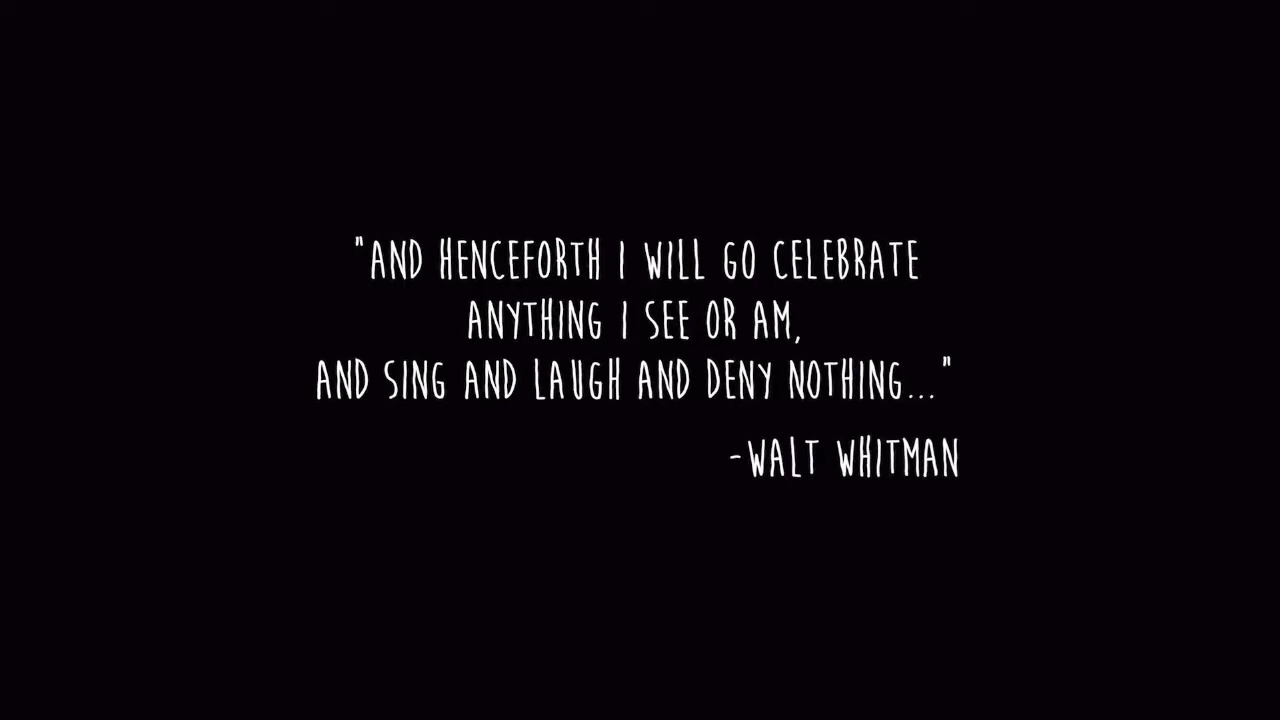 "AND HENCEFORTH I WILL GO CELEBRATE
ANYTHING I SEE OR AM,
AND SING AND LAUGH AND DENY NOTHING..."
-WALT WHITMAN